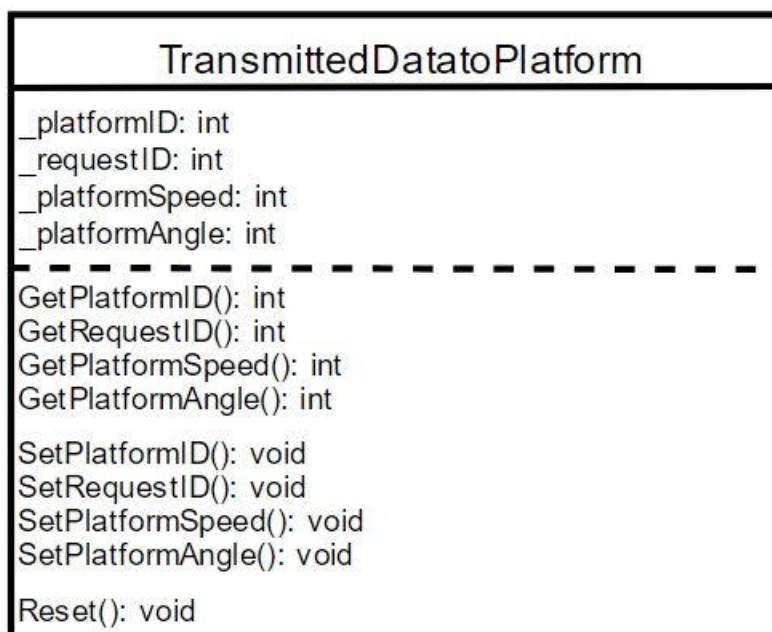 TransmittedDatatoPlatform
_platformID: int
_requestID: int
_platformSpeed: int
_platformAngle: int
GetPlatformID(): int
GetRequestID(): int
GetPlatformSpeed(): int
GetPlatformAngle(): int
SetPlatformID(): void
SetRequestID(): void
SetPlatformSpeed(): void
SetPlatformAngle(): void
Reset(): void